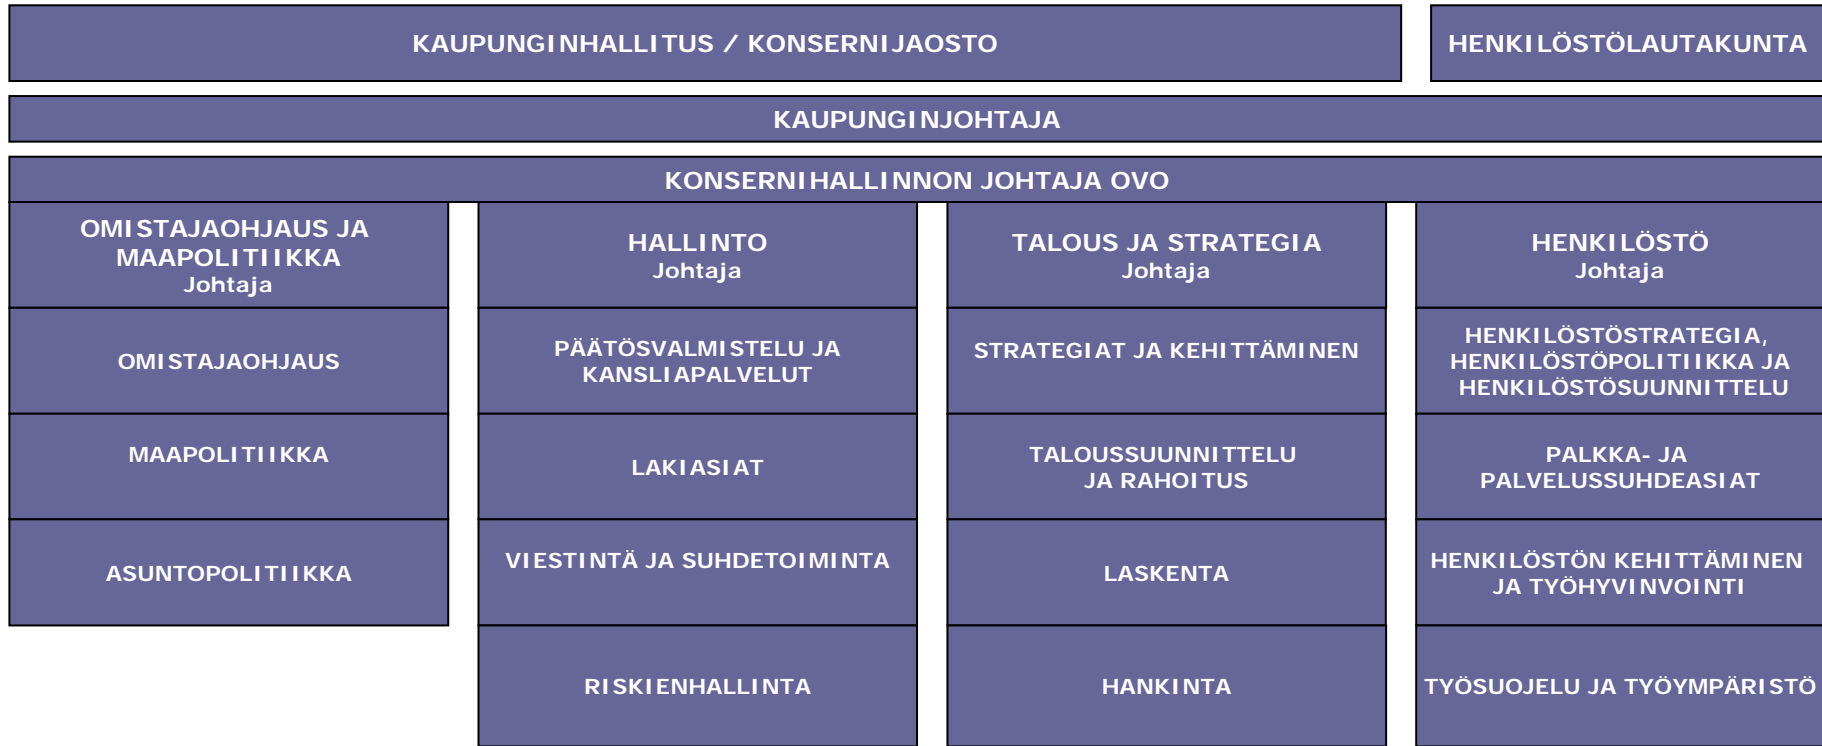 KAUPUNGINHALLITUS / KONSERNIJAOSTO
HENKILÖSTÖLAUTAKUNTA
KAUPUNGINJOHTAJA
KONSERNIHALLINNON JOHTAJA OVO
OMISTAJAOHJAUS JA
MAAPOLITIIKKA
Johtaja
OMISTAJAOHJAUS
MAAPOLITIIKKA
ASUNTOPOLITIIKKA
HALLINTO
Johtaja
PÄÄTÖSVALMISTELU JA
KANSLIAPALVELUT
LAKIASIAT
VIESTINTÄ JA SUHDETOIMINTA
RISKIENHALLINTA
TALOUS JA STRATEGIA
Johtaja
STRATEGIAT JA KEHITTÄMINEN
TALOUSSUUNNITTELU
JA RAHOITUS
LASKENTA
HANKINTA
HENKILÖSTÖ
Johtaja
HENKILÖSTÖSTRATEGIA,
HENKILÖSTÖPOLITIIKKA JA
HENKILÖSTÖSUUNNITTELU
PALKKA- JA
PALVELUSSUHDEASIAT
HENKILÖSTÖN KEHITTÄMINEN
JA TYÖHYVINVOINTI
TYÖSUOJELU JA TYÖYMPÄRISTÖ